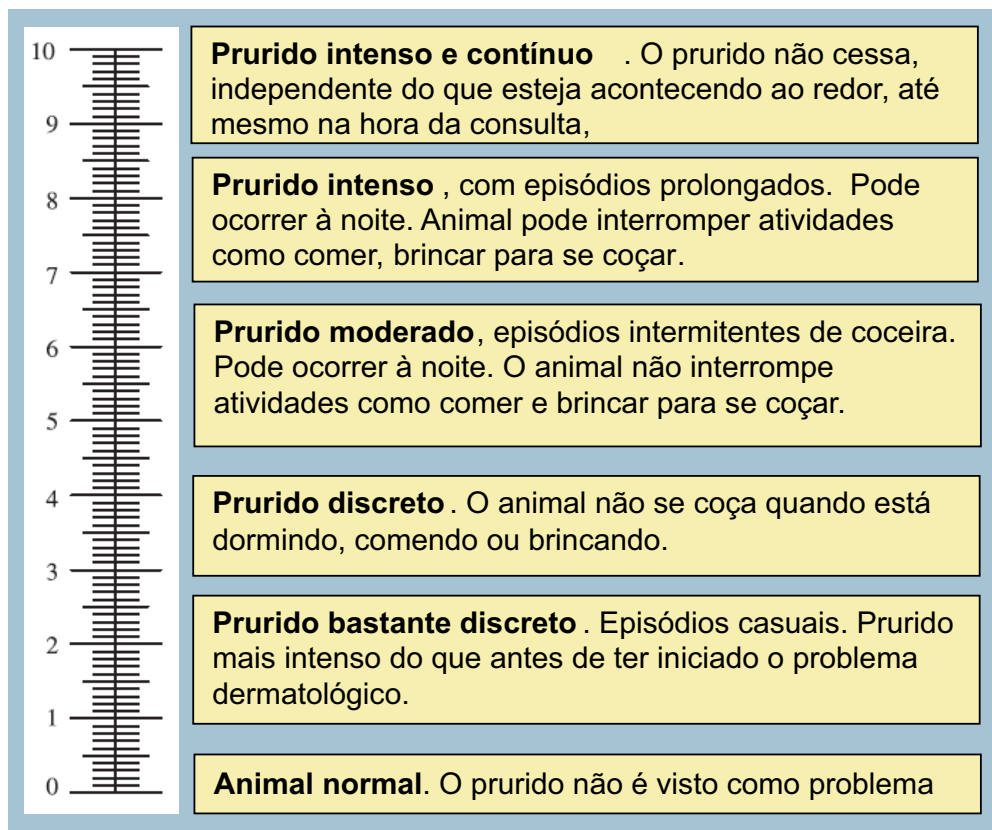 10
Prurido intenso e contínuo . O prurido não cessa,
independente do que esteja acontecendo ao redor, até
mesmo na hora da consulta,
9
8
Prurido intenso , com episódios prolongados. Pode
ocorrer à noite. Animal pode interromper atividades
como comer, brincar para se coçar.
7
6
Prurido moderado, episódios intermitentes de coceira.
Pode ocorrer à noite. O animal não interrompe
atividades como comer e brincar para se coçar.
5
4
Prurido discreto . O animal não se coça quando está
dormindo, comendo ou brincando.
3
2
Prurido bastante discreto . Episódios casuais. Prurido
mais intenso do que antes de ter iniciado o problema
dermatológico.
1
0
Animal normal. O prurido não é visto como problema